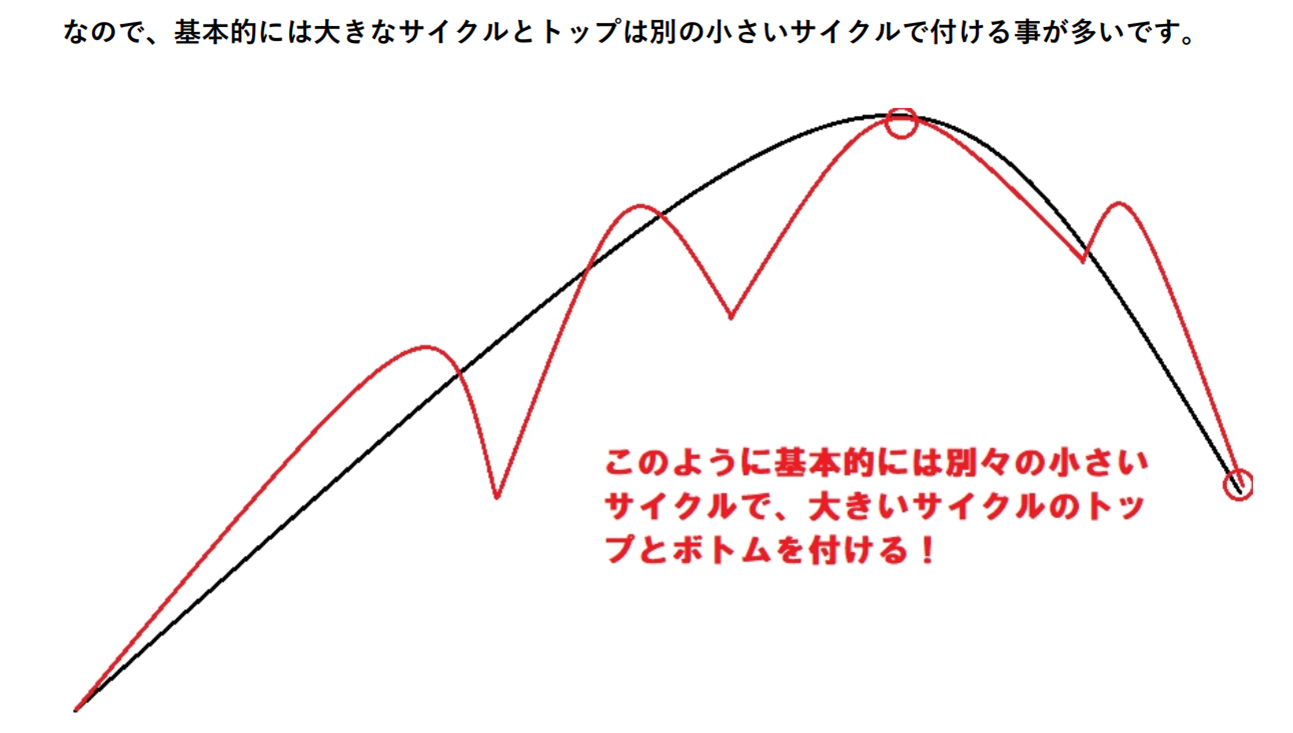 なので、基本的には大きなサイクルとトップは別の小さいサイクルで付ける事が多いです。
このように基本的には別々の小さい
サイクルで、大きいサイクルのトッ
プとボトムを付ける！